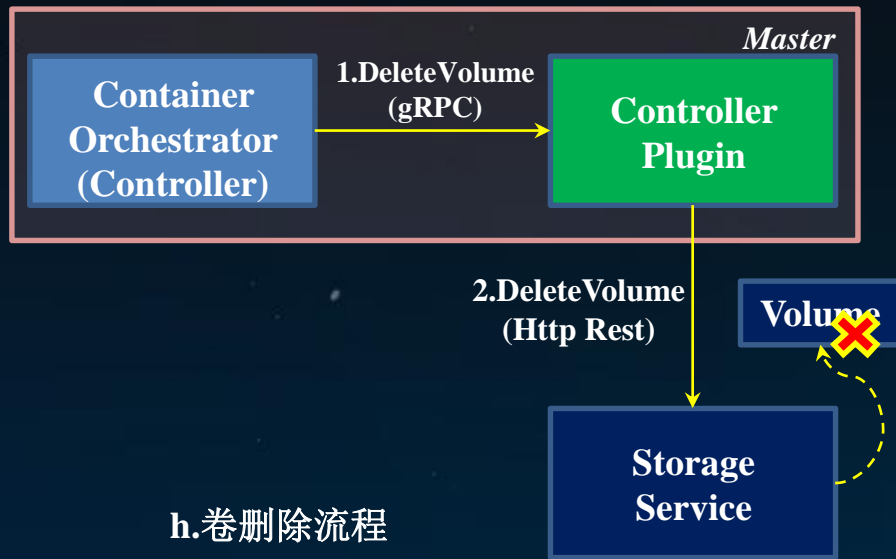 Master
Container
Orchestrator
(Controller)
1.DeleteVolume
(gRPC)
Controller
Plugin
2.DeleteVolume
(Http Rest)
Volume
Storage
Service
h.卷删除流程